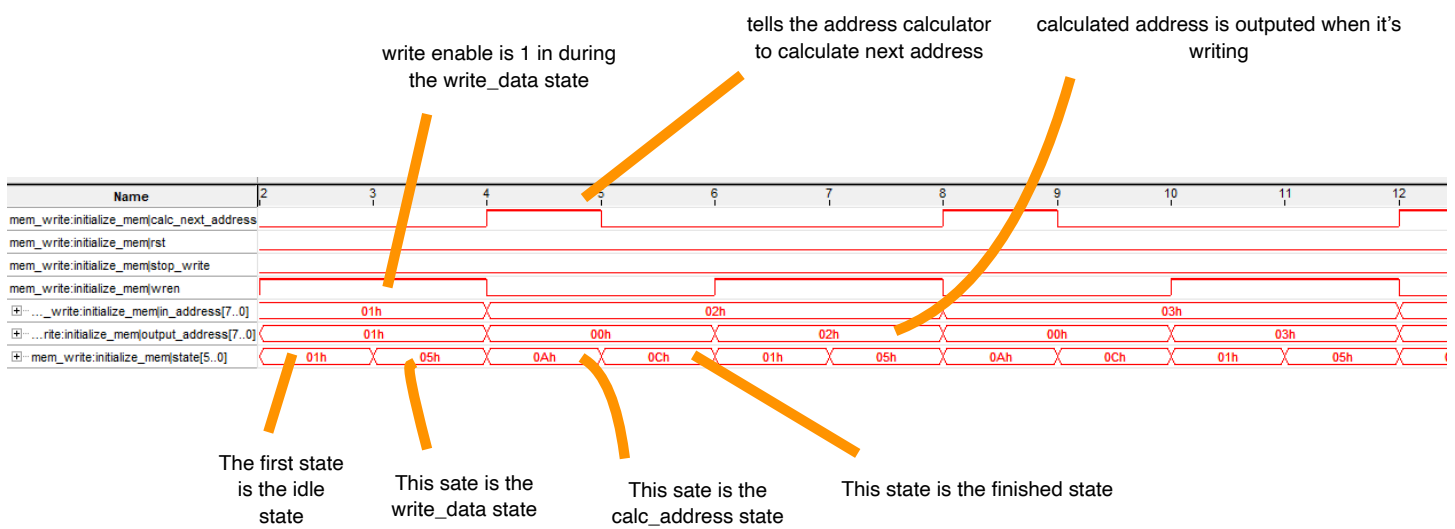 tells the address calculator
to calculate next address
calculated address is outputed when it's
writing
write enable is 1 in during
the write_data state
Name
2 3 4 5 6 7 8 9 10 11 12
mem_write:initialize_mem|calc_next_address
mem_write:initialize_mem|rst
mem_write:initialize_mem|stop_write
mem_write:initialize_mem|wren
..._write:initialize_mem|in_address[7..0] 01h 02h 03h
...rite:initialize_mem|output_address[7..0] 01h 00h 02h 00h 03h
mem_write:initialize_mem|state[5..0] 01h 05h 0Ah 0Ch 01h 05h 0Ah 0Ch 01h 05h
The first state
is the idle
state
This sate is the
write_data state
This sate is the
calc_address state
This state is the finished state